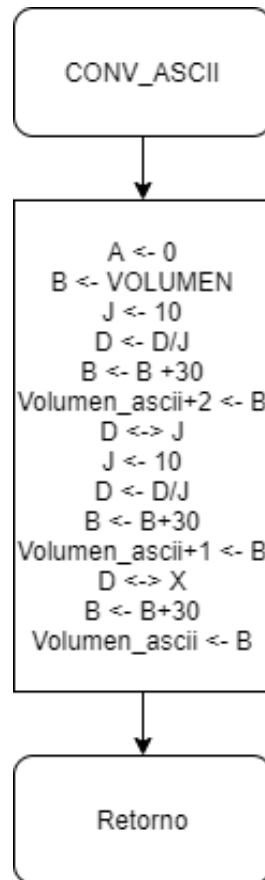 CONV_ASCII
A <- 0
B <- VOLUMEN
J <- 10
D <- D/J
B <- B +30
Volumen_ascii+2 <- B
D <-> J
J <- 10
D <- D/J
B <- B+30
Volumen_ascii+1 <- B
D <-> X
B <- B+30
Volumen_ascii <- B
Retorno